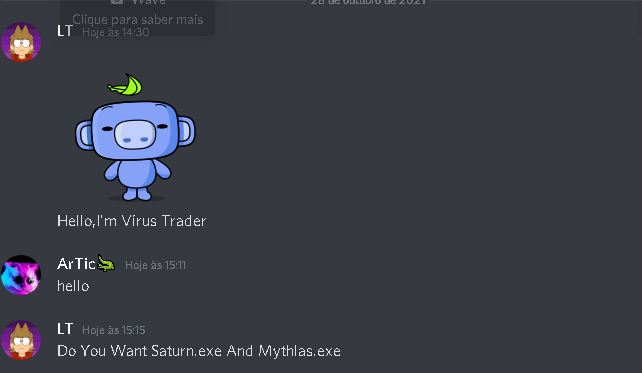 Wave
28 de outubro de 2021
Clique para saber mais
LT Hoje às 14:30
Hello,I'm Virus Trader
ArTic Hoje às 15:11
hello
LT Hoje às 15:15
Do You Want Saturn.exe And Mythlas.exe